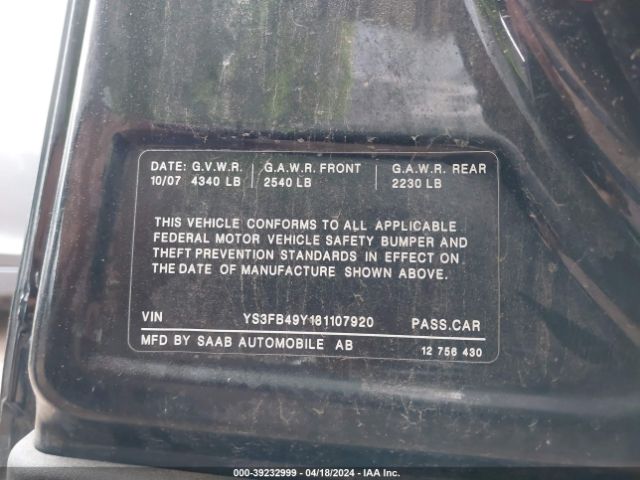 DATE: G.V.W.R. G.A.W.R. FRONT G.A.W.R. REAR
10/07 4340 LB 2540 LB 2230 LB
THIS VEHICLE CONFORMS TO ALL APPLICABLE
FEDERAL MOTOR VEHICLE SAFETY BUMPER AND
THEFT PREVENTION STANDARDS IN EFFECT ON
THE DATE OF MANUFACTURE SHOWN ABOVE.
VIN YS3FB49Y181107920 PASS.CAR
MFD BY SAAB AUTOMOBILE AB 12 756 430
000-39232999 - 04/18/2024 - IAA Inc.